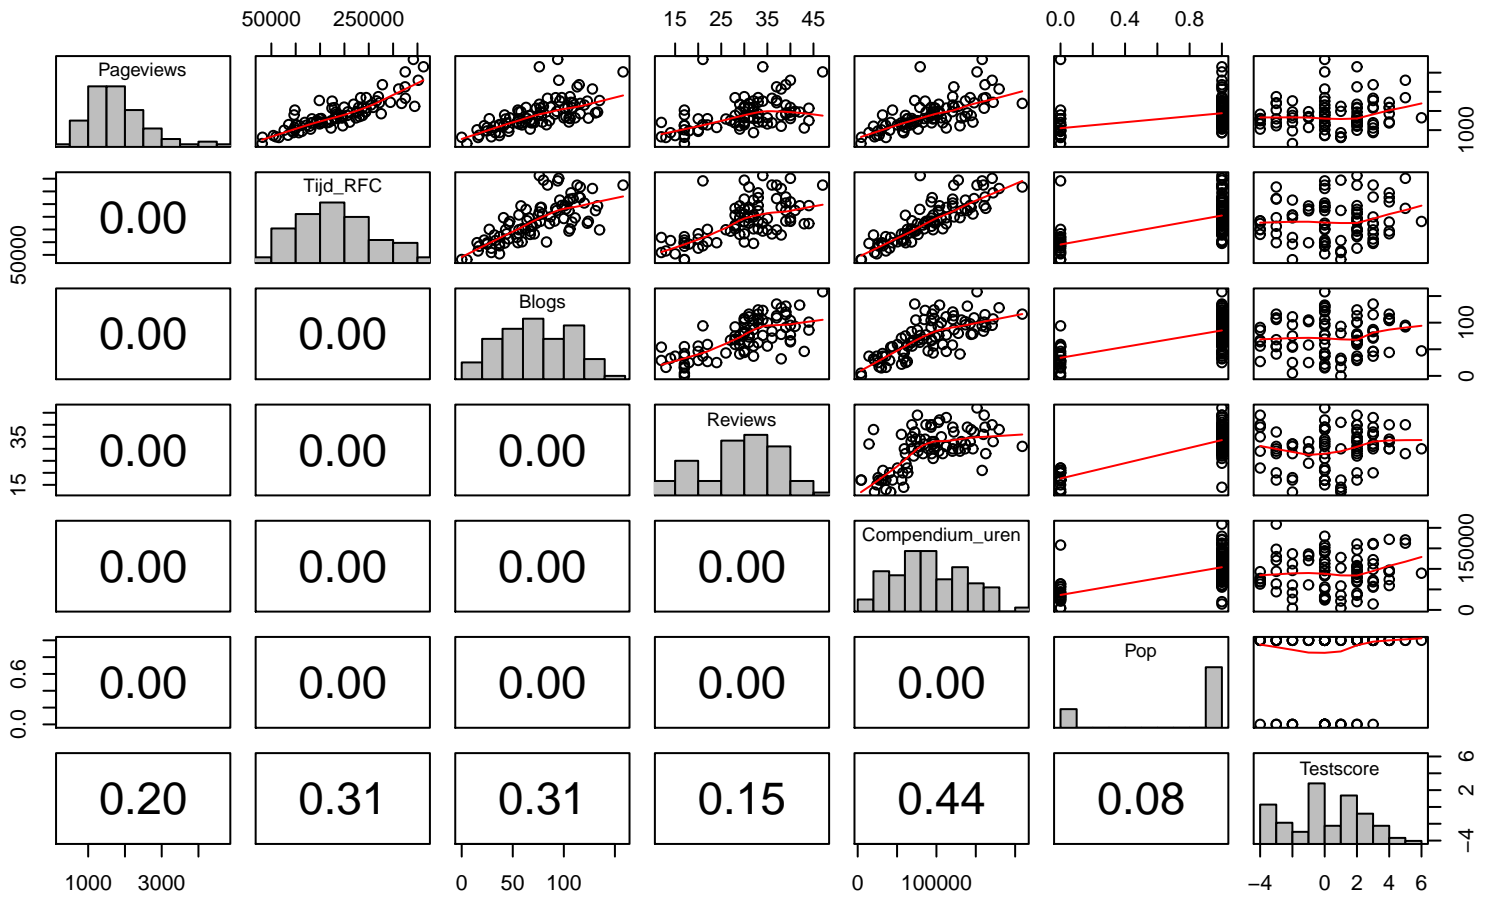 50000 250000 15 25 35 45 0.0 0.4 0.8
Pageviews
1000
0.00 Tijd_RFC
50000
0.00 0.00 Blogs
0 100
0.00 0.00 0.00 Reviews
15 35
0.00 0.00 0.00 0.00 Compendium_uren
0 150000
0.00 0.00 0.00 0.00 0.00 Pop
0.0 0.6
0.20 0.31 0.31 0.15 0.44 0.08 Testscore
−4 2 6
1000 3000 0 50 100 0 100000 −4 0 2 4 6